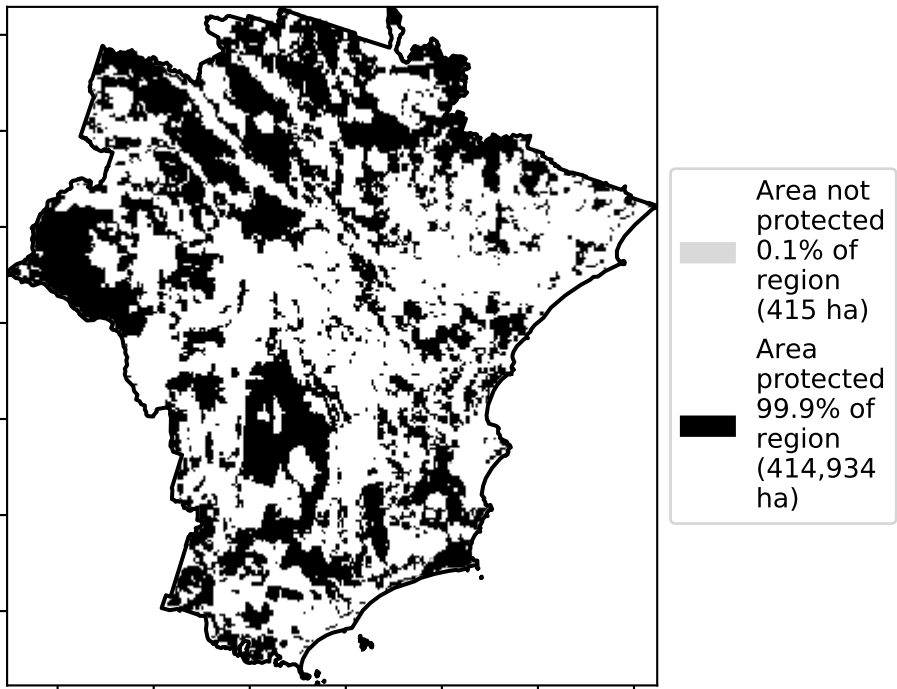 Area not
protected
0.1% of
region
(415 ha)
Area
protected
99.9% of
region
(414,934
ha)